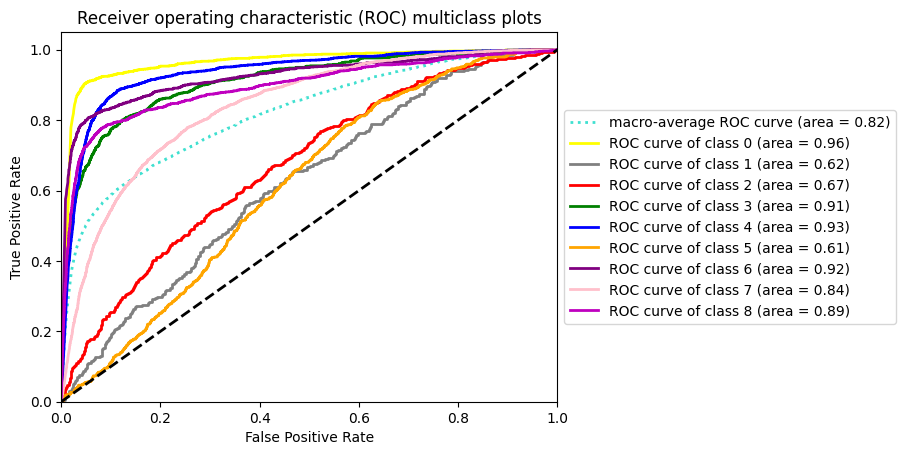 Receiver operating characteristic (ROC) multiclass plots
1.0
0.8
0.6
0.4
0.2
0.0
True Positive Rate
0.0 0.2 0.4 0.6 0.8 1.0
False Positive Rate
macro-average ROC curve (area = 0.82)
ROC curve of class 0 (area = 0.96)
ROC curve of class 1 (area = 0.62)
ROC curve of class 2 (area = 0.67)
ROC curve of class 3 (area = 0.91)
ROC curve of class 4 (area = 0.93)
ROC curve of class 5 (area = 0.61)
ROC curve of class 6 (area = 0.92)
ROC curve of class 7 (area = 0.84)
ROC curve of class 8 (area = 0.89)